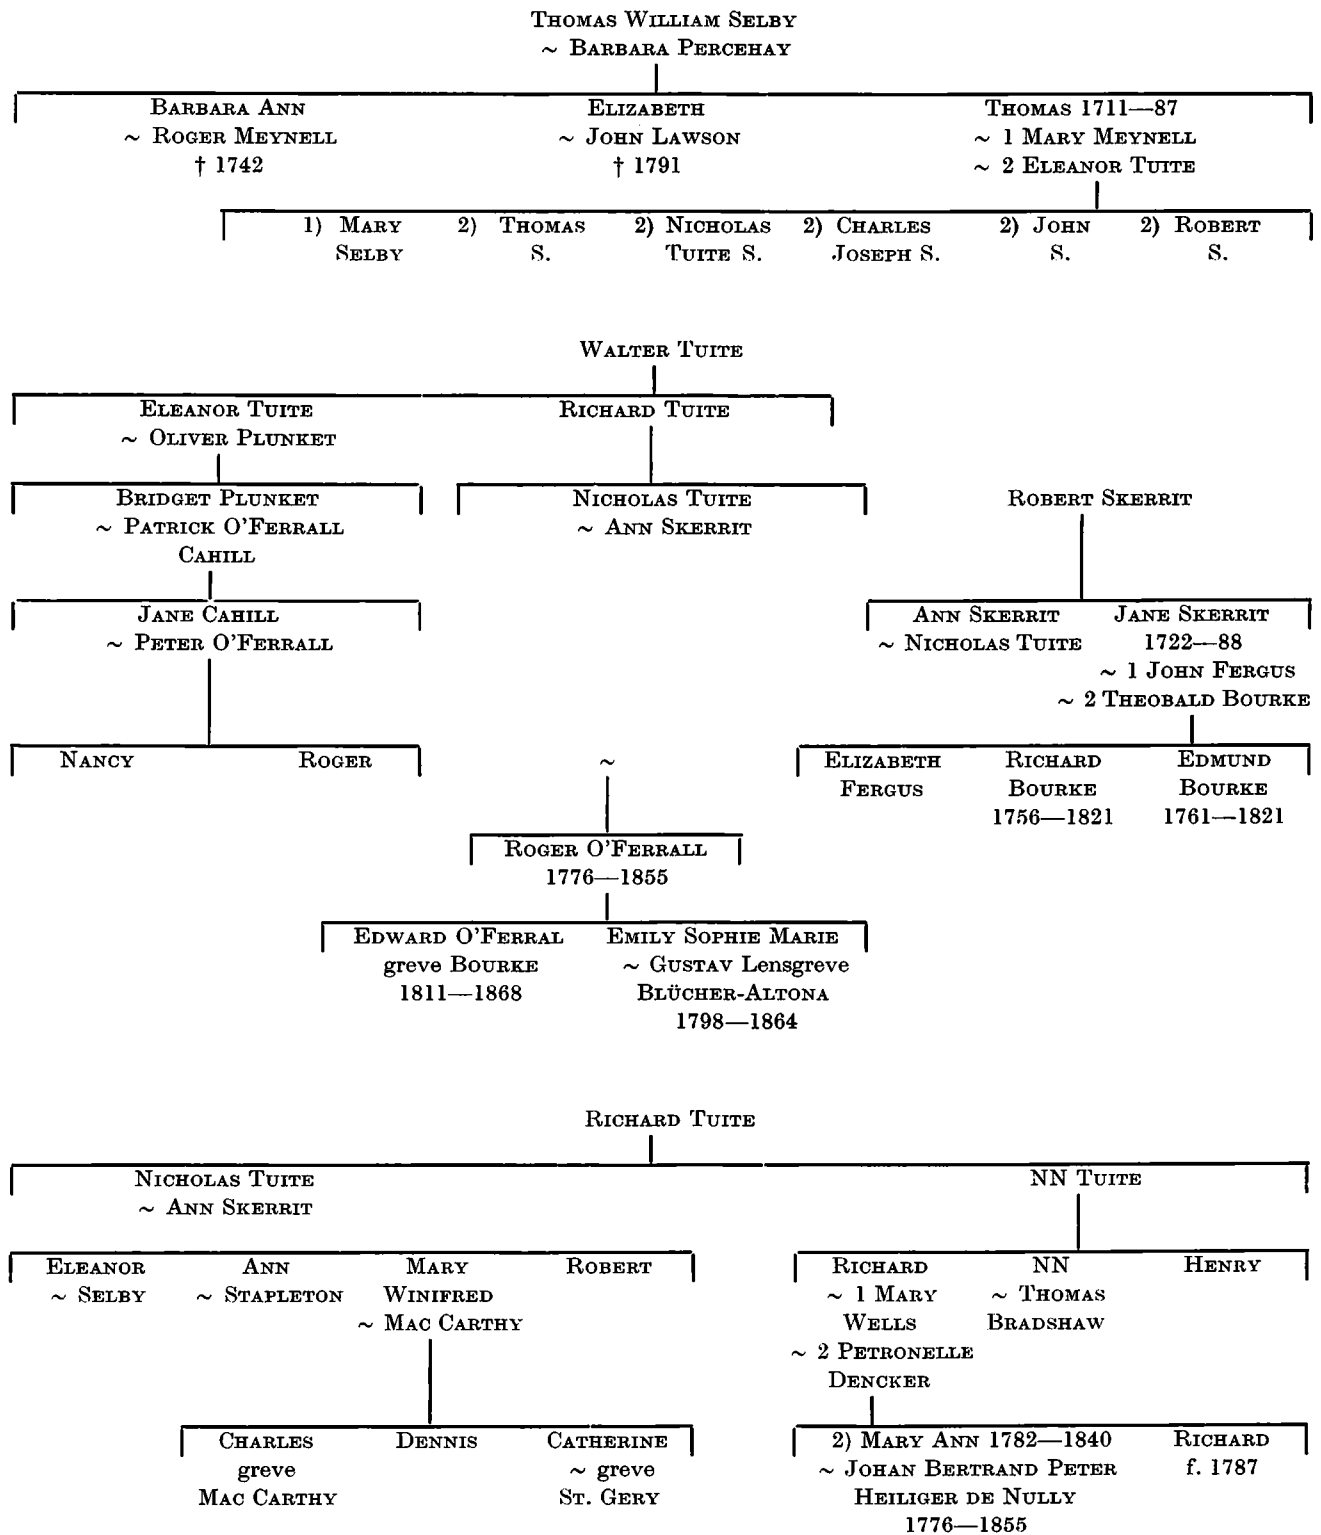 THOMAS WILLIAM SELBY
~ BARBARA PERCEHAY
BARBARA ANN
~ ROGER MEYNELL
† 1742
ELIZABETH
~ JOHN LAWSON
† 1791
THOMAS 1711—87
~ 1 MARY MEYNELL
~ 2 ELEANOR TUITE
1) MARY
SELBY
2) THOMAS
S.
2) NICHOLAS
TUITE S.
2) CHARLES
JOSEPH S.
2) JOHN
S.
2) ROBERT
S.
WALTER TUITE
ELEANOR TUITE
~ OLIVER PLUNKET
RICHARD TUITE
BRIDGET PLUNKET
~ PATRICK O'FERRALL
CAHILL
NICHOLAS TUITE
~ ANN SKERRIT
ROBERT SKERRIT
JANE CAHILL
~ PETER O'FERRALL
ANN SKERRIT
~ NICHOLAS TUITE
JANE SKERRIT
1722—88
~ 1 JOHN FERGUS
~ 2 THEOBALD BOURKE
NANCY
ROGER
~
ELIZABETH
FERGUS
RICHARD
BOURKE
1756—1821
EDMUND
BOURKE
1761—1821
ROGER O'FERRALL
1776—1855
EDWARD O'FERRAL
greve BOURKE
1811—1868
EMILY SOPHIE MARIE
~ GUSTAV Lensgreve
BLÜCHER-ALTONA
1798—1864
RICHARD TUITE
NICHOLAS TUITE
~ ANN SKERRIT
NN TUITE
ELEANOR
~ SELBY
ANN
~ STAPLETON
MARY
WINIFRED
~ MAC CARTHY
ROBERT
RICHARD
~ 1 MARY
WELLS
~ 2 PETRONELLE
DENCKER
NN
~ THOMAS
BRADSHAW
HENRY
CHARLES
greve
MAC CARTHY
DENNIS
CATHERINE
~ greve
ST. GERY
2) MARY ANN 1782—1840
~ JOHAN BERTRAND PETER
HEILIGER DE NULLY
1776—1855
RICHARD
f. 1787